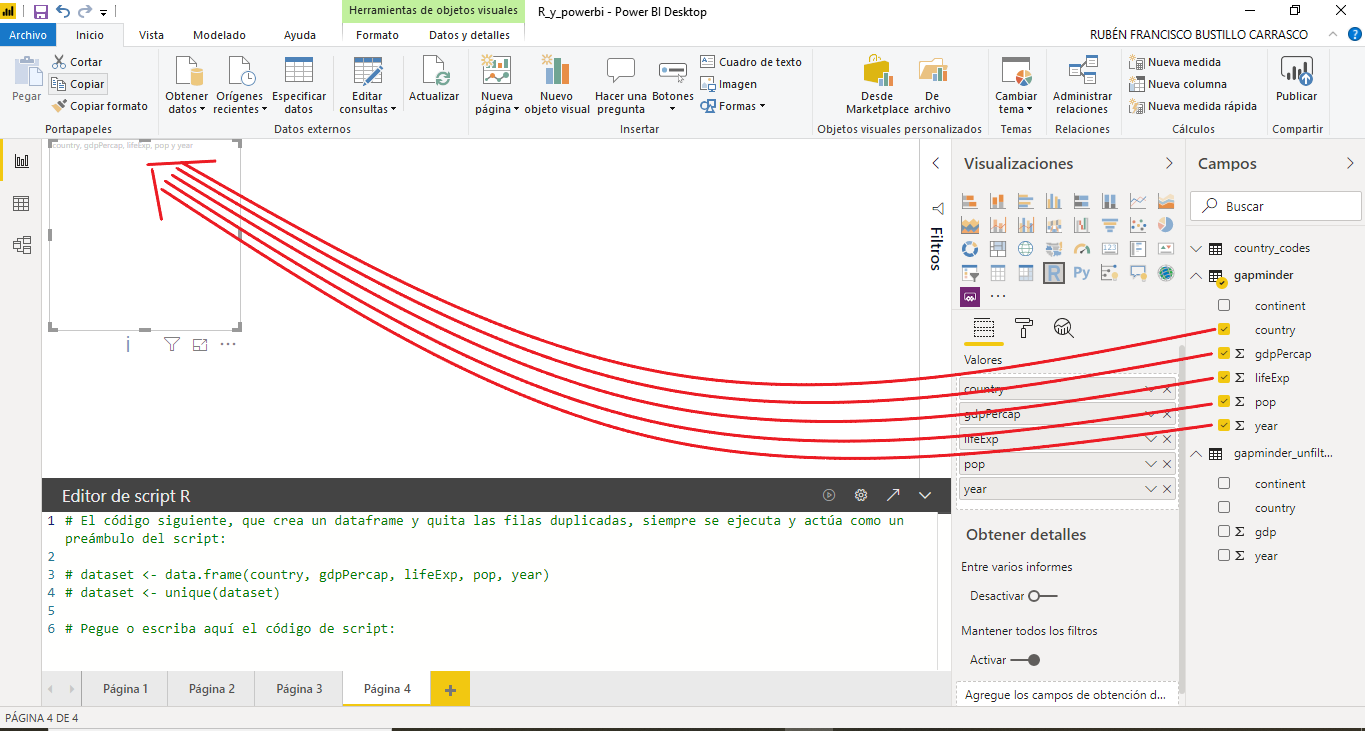 Herramientas de objetos visuales
R_y_powerbi - Power BI Desktop
Archivo
Inicio
Vista
Modelado
Ayuda
Formato
Datos y detalles
RUBÉN FRANCISCO BUSTILLO CARRASCO
Pegar
Cortar
Copiar
Copiar formato
Portapapeles
Obtener datos
Orígenes recientes
Especificar datos
Editar consultas
Datos externos
Actualizar
Nueva página
Nuevo objeto visual
Hacer una pregunta
Botones
Cuadro de texto
Imagen
Formas
Insertar
Desde Marketplace
De archivo
Objetos visuales personalizados
Cambiar tema
Temas
Administrar relaciones
Relaciones
Nueva medida
Nueva columna
Nueva medida rápida
Cálculos
Publicar
Compartir
country, gdpPercap, lifeExp, pop y year
Filtros
Visualizaciones
R
Py
123
Valores
country
gdpPercap
lifeExp
pop
year
Obtener detalles
Entre varios informes
Desactivar
Mantener todos los filtros
Activar
Agregue los campos de obtención d...
Campos
Buscar
country_codes
gapminder
continent
country
Σ gdpPercap
Σ lifeExp
Σ pop
Σ year
gapminder_unfilt...
continent
country
Σ gdp
Σ year
Editor de script R
1 # El código siguiente, que crea un dataframe y quita las filas duplicadas, siempre se ejecuta y actúa como un
preámbulo del script:
2
3 # dataset <- data.frame(country, gdpPercap, lifeExp, pop, year)
4 # dataset <- unique(dataset)
5
6 # Pegue o escriba aquí el código de script:
Página 1
Página 2
Página 3
Página 4
+
PÁGINA 4 DE 4